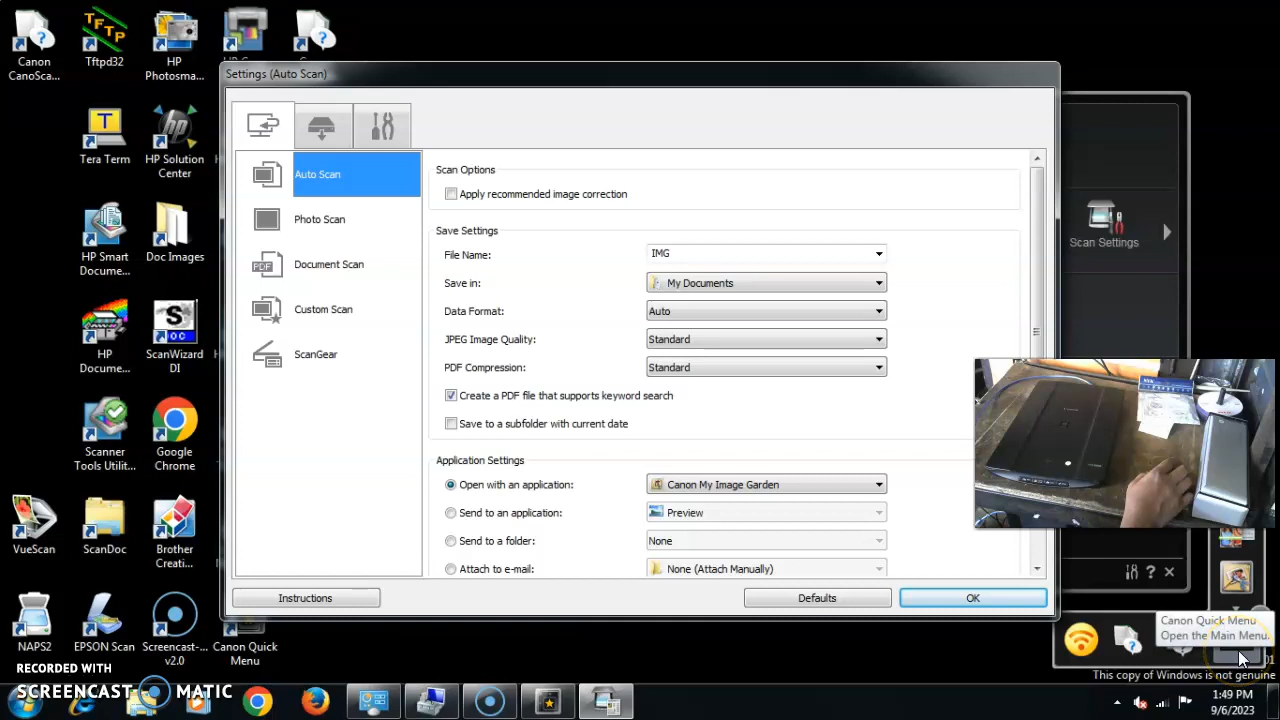 Canon
CanoSca...
Tftpd32
HP
Photosma...
Tera Term
HP Solution
Center
HP Smart
Docume...
Doc Images
HP
Docume...
ScanWizard
DI
Scanner
Tools Utilit...
Google
Chrome
VueScan
ScanDoc
Brother
Creati...
NAPS2
EPSON Scan
Screencast-...
v2.0
Canon Quick
Menu
Settings (Auto Scan)
Auto Scan
Photo Scan
Document Scan
Custom Scan
ScanGear
Scan Options
Apply recommended image correction
Save Settings
File Name:
IMG
Save in:
My Documents
Data Format:
Auto
JPEG Image Quality:
Standard
PDF Compression:
Standard
Create a PDF file that supports keyword search
Save to a subfolder with current date
Application Settings
Open with an application:
Canon My Image Garden
Send to an application:
Preview
Send to a folder:
None
Attach to e-mail:
None (Attach Manually)
Instructions
Defaults
OK
Scan Settings
Canon Quick Menu
Open the Main Menu.
This copy of Windows is not genuine
RECORDED WITH
SCREENCAST MATIC
1:49 PM
9/6/2023